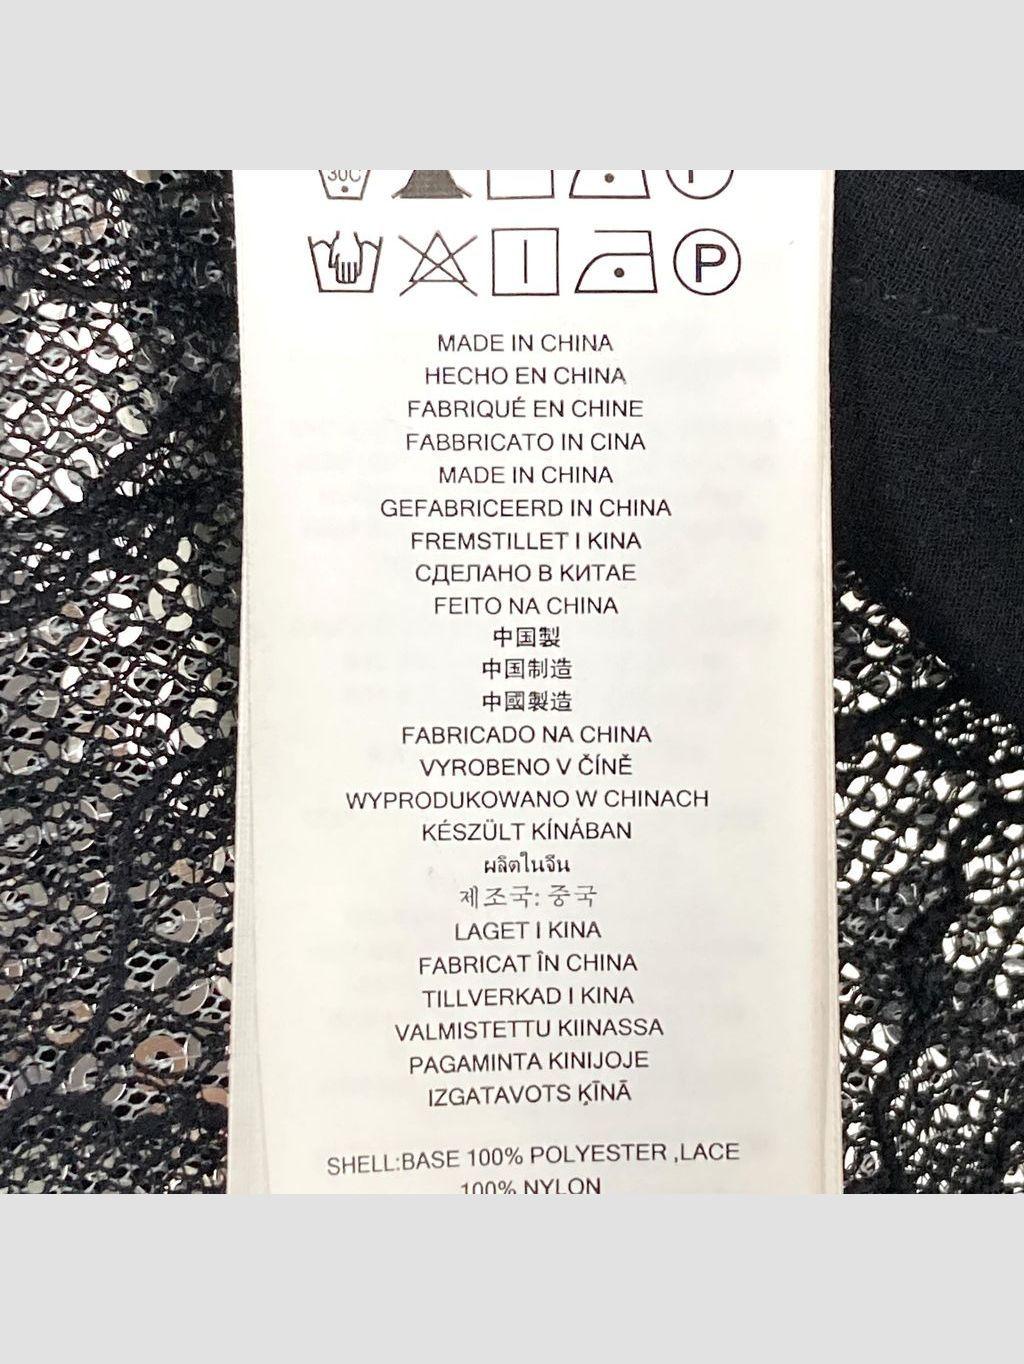 30C
P
MADE IN CHINA
HECHO EN CHINA
FABRIQUÉ EN CHINE
FABBRICATO IN CINA
MADE IN CHINA
GEFABRICEERD IN CHINA
FREMSTILLET I KINA
СДЕЛАНО В КИТАЕ
FEITO NA CHINA
中国製
中国制造
中國製造
FABRICADO NA CHINA
VYROBENO V ČÍNĚ
WYPRODUKOWANO W CHINACH
KÉSZÜLT KÍNÁBAN
ผลิตในจีน
제조국: 중국
LAGET I KINA
FABRICAT ÎN CHINA
TILLVERKAD I KINA
VALMISTETTU KIINASSA
PAGAMINTA KINIJOJE
IZGATAVOTS ĶĪNĀ
SHELL:BASE 100% POLYESTER ,LACE
100% NYLON